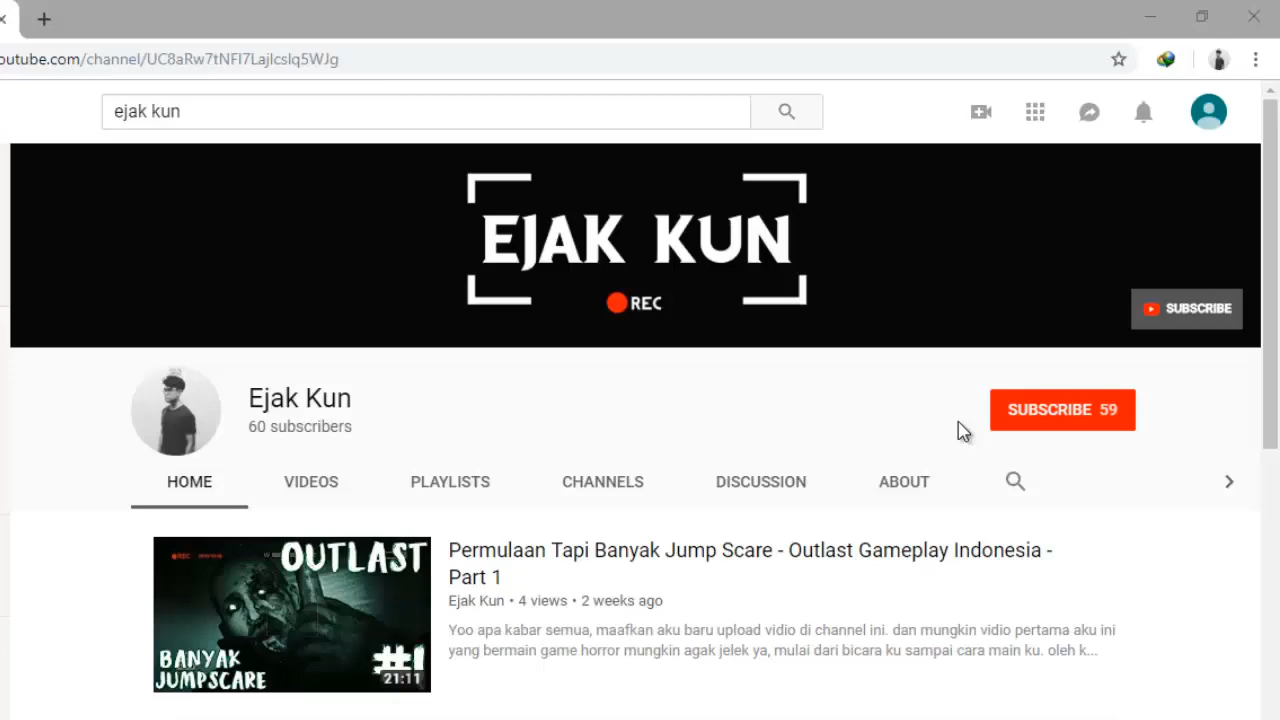 outube.com/channel/UC8aRw7tNFI7Lajlcslq5WJg
ejak kun
EJAK KUN
REC
SUBSCRIBE
Ejak Kun
60 subscribers
SUBSCRIBE 59
HOME VIDEOS PLAYLISTS CHANNELS DISCUSSION ABOUT
REC
OUTLAST
BANYAK
JUMPSCARE
#1
21:11
Permulaan Tapi Banyak Jump Scare - Outlast Gameplay Indonesia -
Part 1
Ejak Kun • 4 views • 2 weeks ago
Yoo apa kabar semua, maafkan aku baru upload vidio di channel ini. dan mungkin vidio pertama aku ini
yang bermain game horror mungkin agak jelek ya, mulai dari bicara ku sampai cara main ku. oleh k...